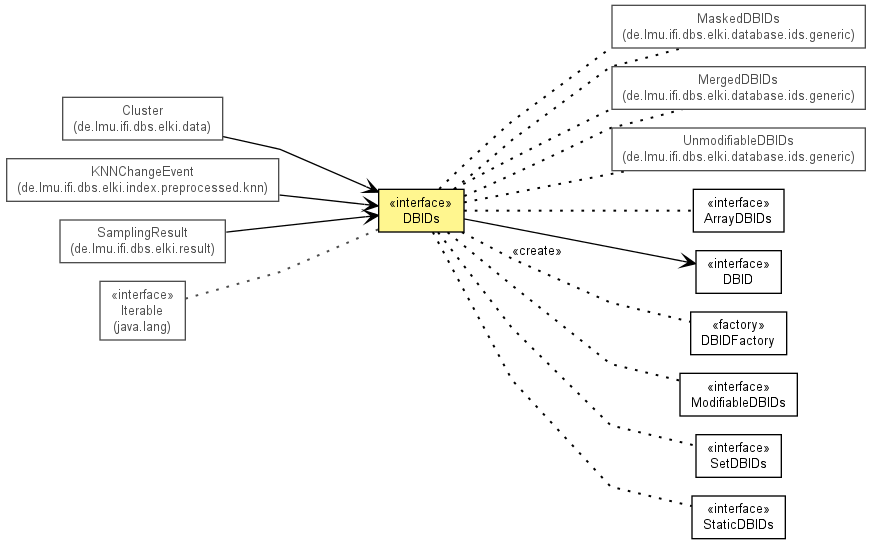 MaskedDBIDs
(de.lmu.ifi.dbs.elki.database.ids.generic)
MergedDBIDs
(de.lmu.ifi.dbs.elki.database.ids.generic)
Cluster
(de.lmu.ifi.dbs.elki.data)
UnmodifiableDBIDs
(de.lmu.ifi.dbs.elki.database.ids.generic)
KNNChangeEvent
(de.lmu.ifi.dbs.elki.index.preprocessed.knn)
«interface»
DBIDs
«interface»
ArrayDBIDs
SamplingResult
(de.lmu.ifi.dbs.elki.result)
«create»
«interface»
DBID
«interface»
Iterable
(java.lang)
«factory»
DBIDFactory
«interface»
ModifiableDBIDs
«interface»
SetDBIDs
«interface»
StaticDBIDs